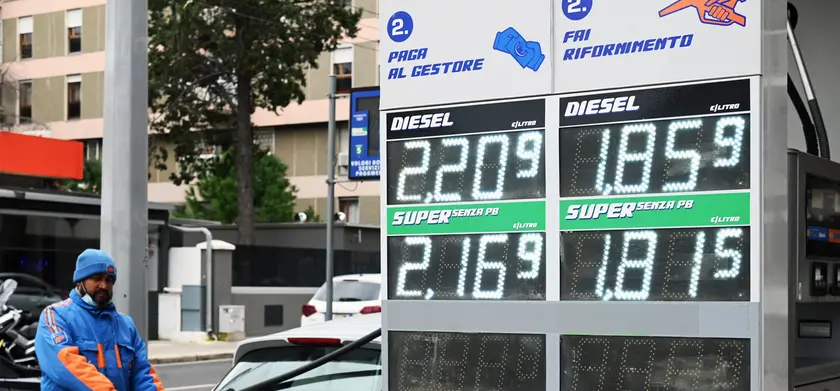 2.
PAGA
AL GESTORE
2.
FAI
RIFORNIMENTO
DIESEL €/LITRO
2,209
SUPER SENZA PB
€/LITRO
2,169
DIESEL €/LITRO
1,859
SUPER SENZA PB
€/LITRO
1,815